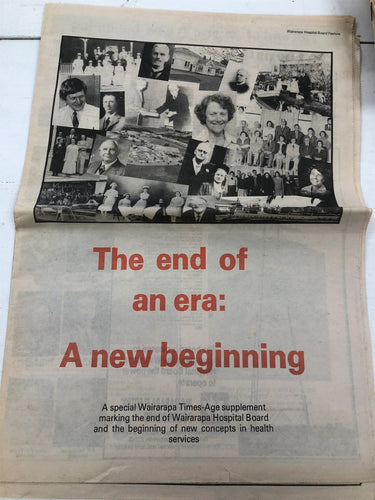 Wairarapa Hospital Board Feature
The end of
an era:
A new beginning
A special Wairarapa Times-Age supplement
marking the end of Wairarapa Hospital Board
and the beginning of new concepts in health
services